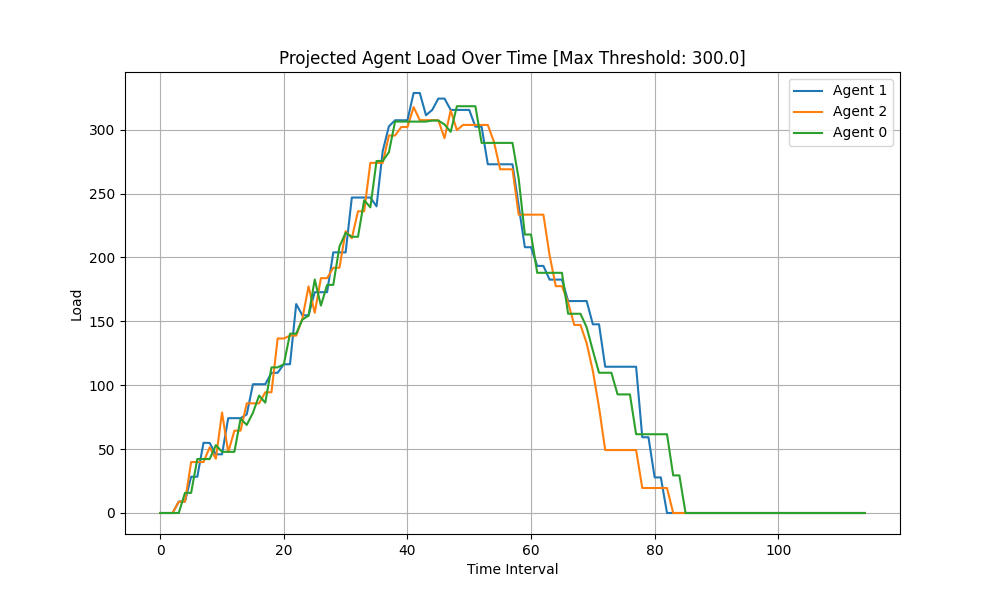 Projected Agent Load Over Time [Max Threshold: 300.0]
Agent 1
Agent 2
Agent 0
Load
300
250
200
150
100
50
0
0 20 40 60 80 100
Time Interval